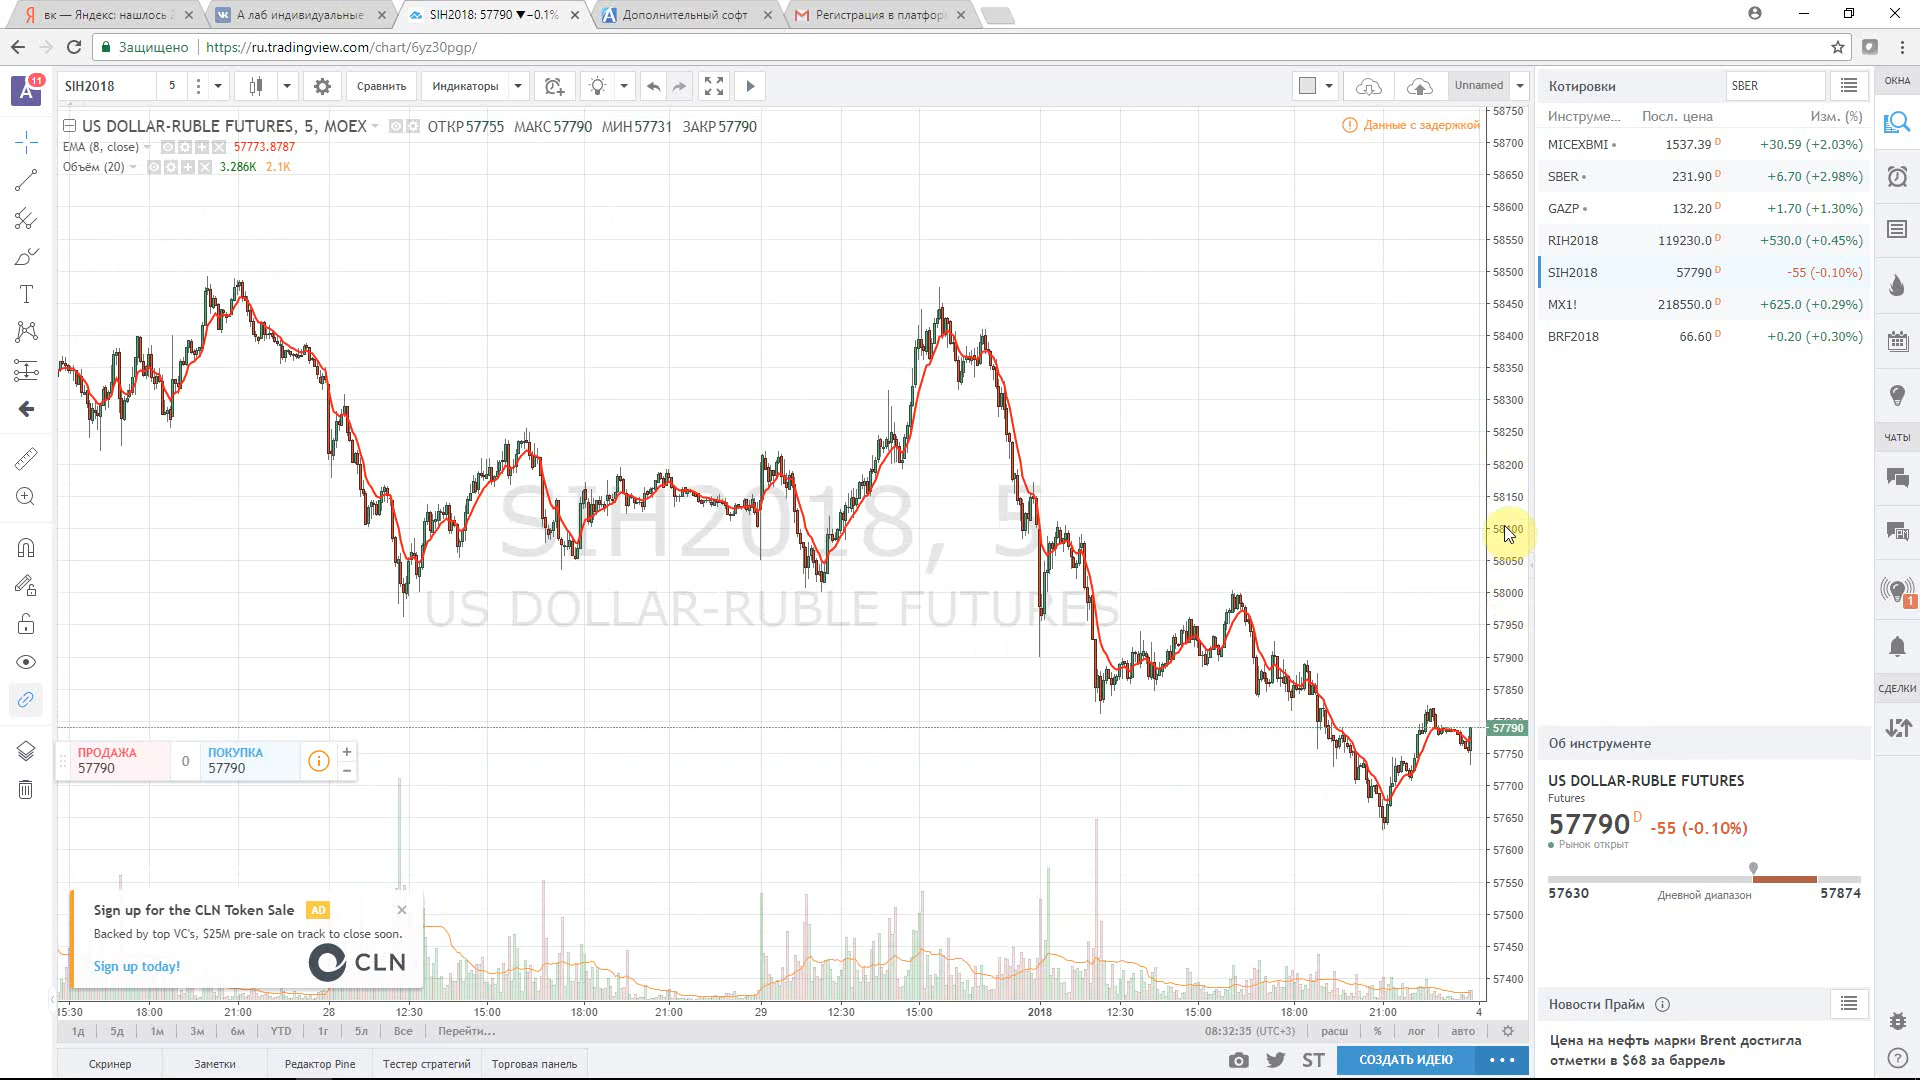 вк — Яндекс: нашлось
А лаб индивидуальные
SIH2018: 57790 ▼−0.1%
Дополнительный софт
Регистрация в платфор
Защищено
https://ru.tradingview.com/chart/6yz30pgp/
A 11
SIH2018
5
Сравнить
Индикаторы
Unnamed
Котировки
SBER
ОКНА
US DOLLAR-RUBLE FUTURES, 5, MOEX
ОТКР57755 МАКС57790 МИН57731 ЗАКР57790
Данные с задержкой
EMA (8, close) 57773.8787
Объём (20) 3.286K 2.1K
Инструме... Посл. цена Изм. (%)
MICEXBMI 1537.39 D +30.59 (+2.03%)
SBER 231.90 D +6.70 (+2.98%)
GAZP 132.20 D +1.70 (+1.30%)
RIH2018 119230.0 D +530.0 (+0.45%)
SIH2018 57790 D -55 (-0.10%)
MX1! 218550.0 D +625.0 (+0.29%)
BRF2018 66.60 D +0.20 (+0.30%)
58750
58700
58650
58600
58550
58500
58450
58400
58350
58300
58250
58200
58150
58100
58050
58000
57950
57900
57850
57790
57750
57700
57650
57600
57550
57500
57450
57400
SIH2018, 5
US DOLLAR-RUBLE FUTURES
ЧАТЫ
1
СДЕЛКИ
ПРОДАЖА
57790
0
ПОКУПКА
57790
Sign up for the CLN Token Sale AD
Backed by top VC's, $25M pre-sale on track to close soon.
Sign up today!
CLN
Об инструменте
US DOLLAR-RUBLE FUTURES
Futures
57790 D -55 (-0.10%)
Рынок открыт
57630 Дневной диапазон 57874
15:30 18:00 21:00 28 12:30 15:00 18:00 21:00 29 12:30 15:00 2018 12:30 15:00 18:00 21:00 4
1д 5д 1м 3м 6м YTD 1г 5л Все Перейти...
08:32:35 (UTC+3) расш % лог авто
Скринер Заметки Редактор Pine Тестер стратегий Торговая панель
ST
СОЗДАТЬ ИДЕЮ
Новости Прайм
Цена на нефть марки Brent достигла
отметки в $68 за баррель